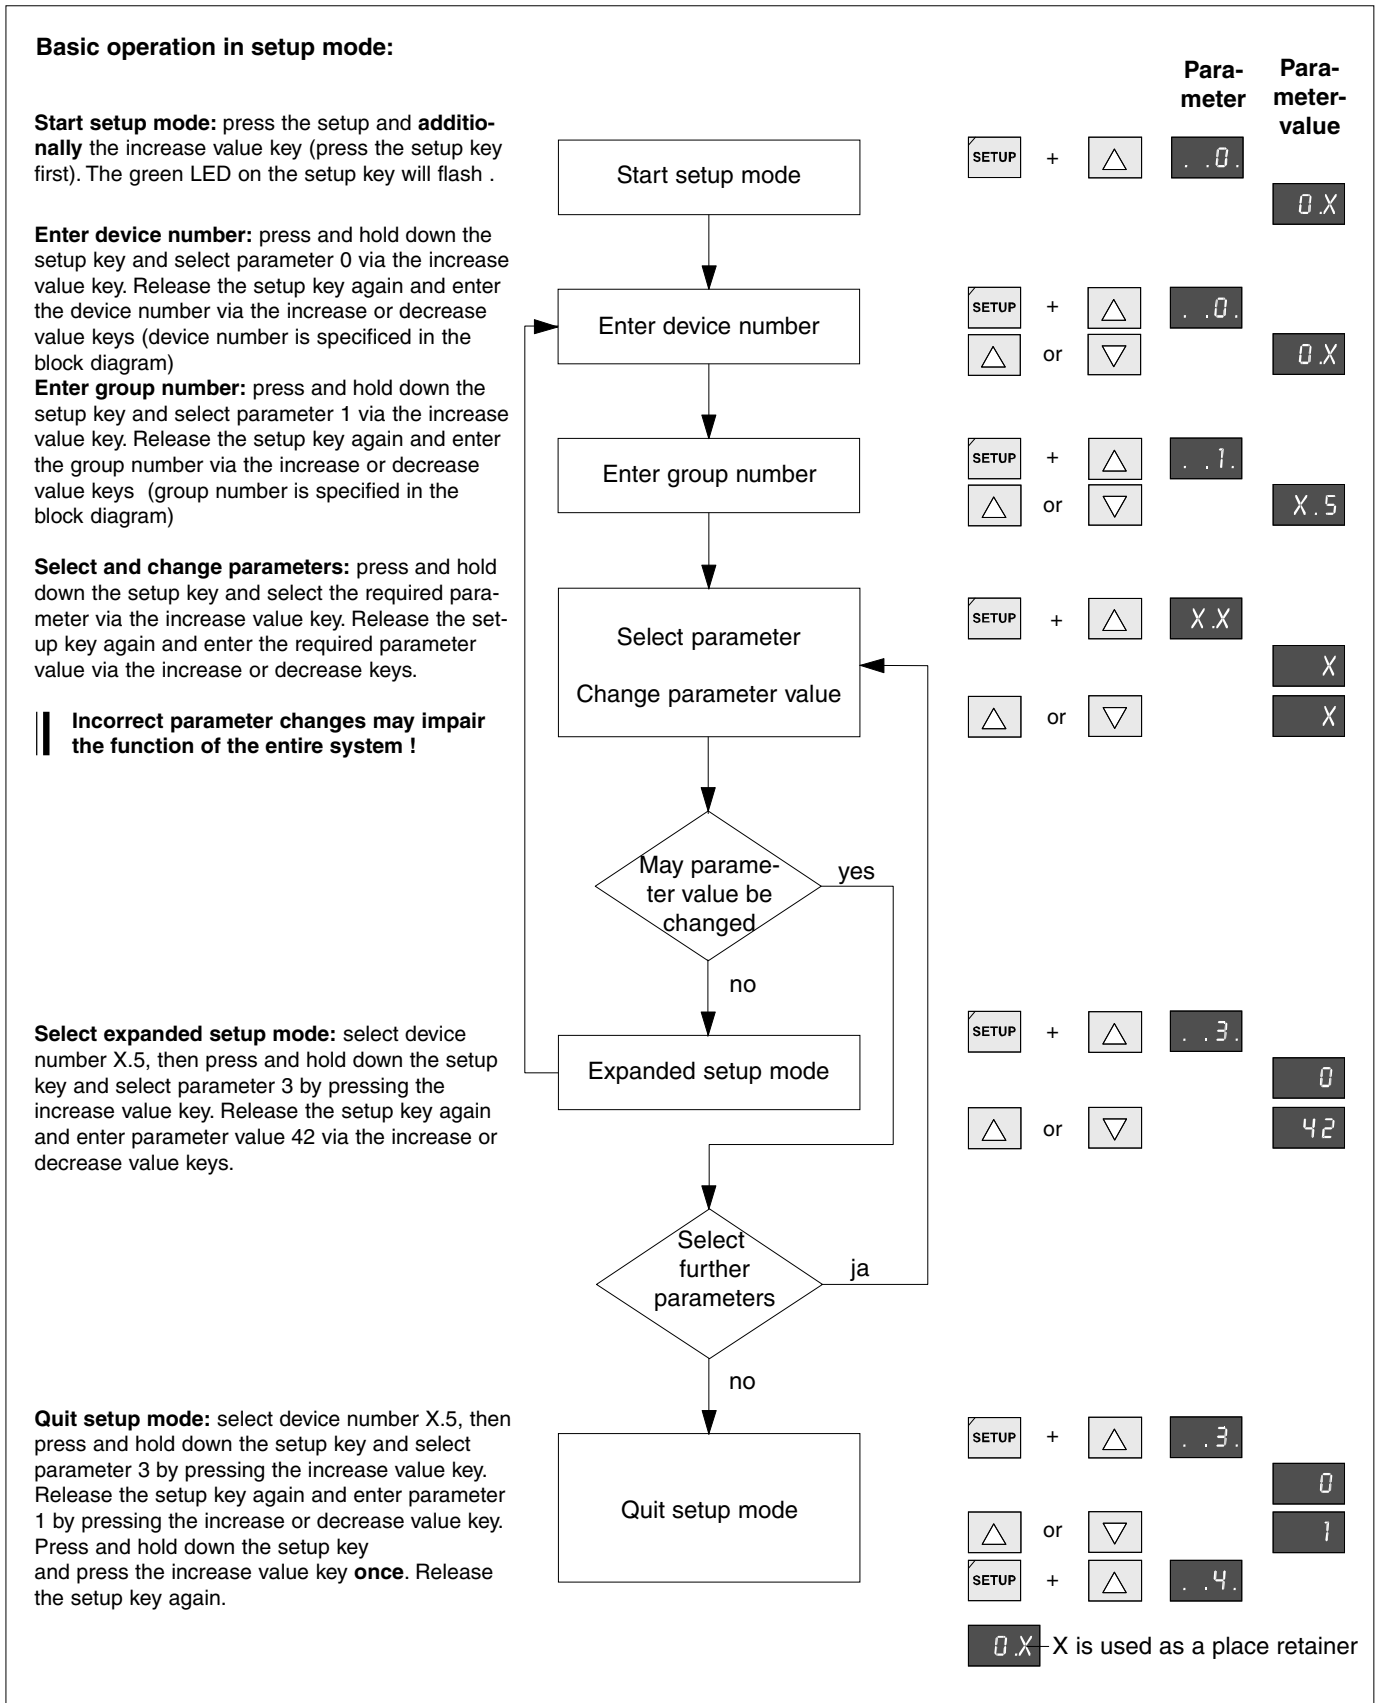 Basic operation in setup mode:
Para-
meter
Para-
meter-
value
Start setup mode: press the setup and additio-
nally the increase value key (press the setup key
first). The green LED on the setup key will flash .
Start setup mode
SETUP + . .0.
0.X
Enter device number: press and hold down the
setup key and select parameter 0 via the increase
value key. Release the setup key again and enter
the device number via the increase or decrease
value keys (device number is specificed in the
block diagram)
Enter device number
SETUP + . .0.
or 0.X
Enter group number: press and hold down the
setup key and select parameter 1 via the increase
value key. Release the setup key again and enter
the group number via the increase or decrease
value keys (group number is specified in the
block diagram)
Enter group number
SETUP + . .1.
or X.5
Select and change parameters: press and hold
down the setup key and select the required para-
meter via the increase value key. Release the set-
up key again and enter the required parameter
value via the increase or decrease keys.
Incorrect parameter changes may impair
the function of the entire system !
Select parameter
Change parameter value
SETUP + X.X
X
or X
May parame-
ter value be
changed
yes
no
Select expanded setup mode: select device
number X.5, then press and hold down the setup
key and select parameter 3 by pressing the
increase value key. Release the setup key again
and enter parameter value 42 via the increase or
decrease value keys.
Expanded setup mode
SETUP + . .3.
0
or 42
Select
further
parameters
ja
no
Quit setup mode: select device number X.5, then
press and hold down the setup key and select
parameter 3 by pressing the increase value key.
Release the setup key again and enter parameter
1 by pressing the increase or decrease value key.
Press and hold down the setup key
and press the increase value key once. Release
the setup key again.
Quit setup mode
SETUP + . .3.
0
or 1
SETUP + . .4.
0.X X is used as a place retainer